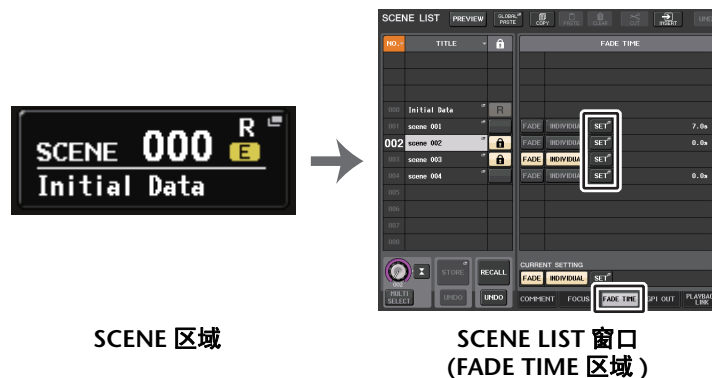 SCENE LIST PREVIEW GLOBAL PASTE COPY PASTE CLEAR CUT INSERT UNDO
NO. TITLE FADE TIME
000 Initial Data R
001 scene 001 FADE INDIVIDUAL SET 7.0s
002 scene 002 FADE INDIVIDUAL SET 0.0s
003 scene 003 FADE INDIVIDUAL SET
004 scene 004 FADE INDIVIDUAL SET 0.0s
005
006
007
008
SCENE 000 R E
Initial Data
002 STORE RECALL
CURRENT SETTING
FADE INDIVIDUAL SET
MULTI SELECT UNDO UNDO COMMENT FOCUS FADE TIME GPI OUT PLAYBACK LINK
SCENE 区域
SCENE LIST 窗口
(FADE TIME 区域 )